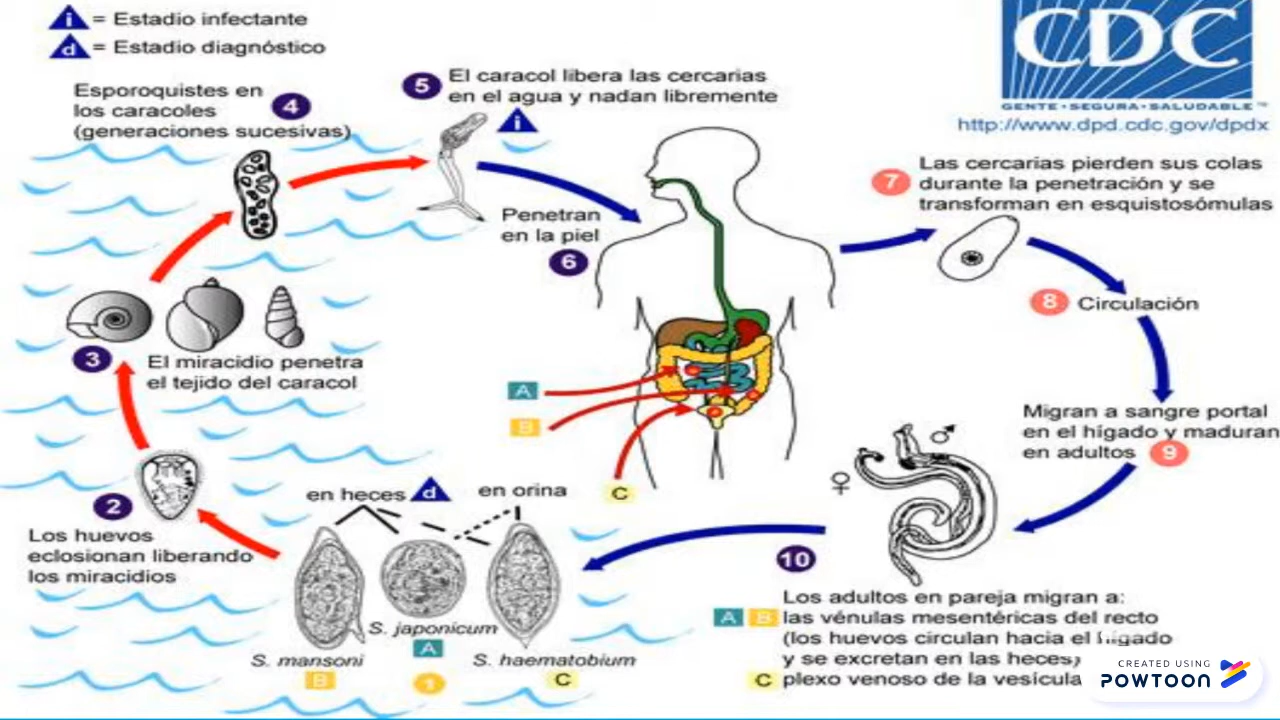 i = Estadio infectante
d = Estadio diagnóstico
CDC
GENTE·SEGURA·SALUDABLE™
http://www.dpd.cdc.gov/dpdx
Esporoquistes en
los caracoles
(generaciones sucesivas)
4
5
El caracol libera las cercarias
en el agua y nadan libremente
i
Penetran
en la piel
6
7
Las cercarias pierden sus colas
durante la penetración y se
transforman en esquistosómulas
8 Circulación
3
El miracidio penetra
el tejido del caracol
A
B
C
Migran a sangre portal
en el hígado y maduran
en adultos 9
♂
♀
2
Los huevos
eclosionan liberando
los miracidios
en heces d en orina
S. japonicum
A
S. mansoni
B
1
S. haematobium
C
10
Los adultos en pareja migran a:
A B las vénulas mesentéricas del recto
(los huevos circulan hacia el hígado
y se excretan en las heces)
C plexo venoso de la vesícula
CREATED USING
POWTOON